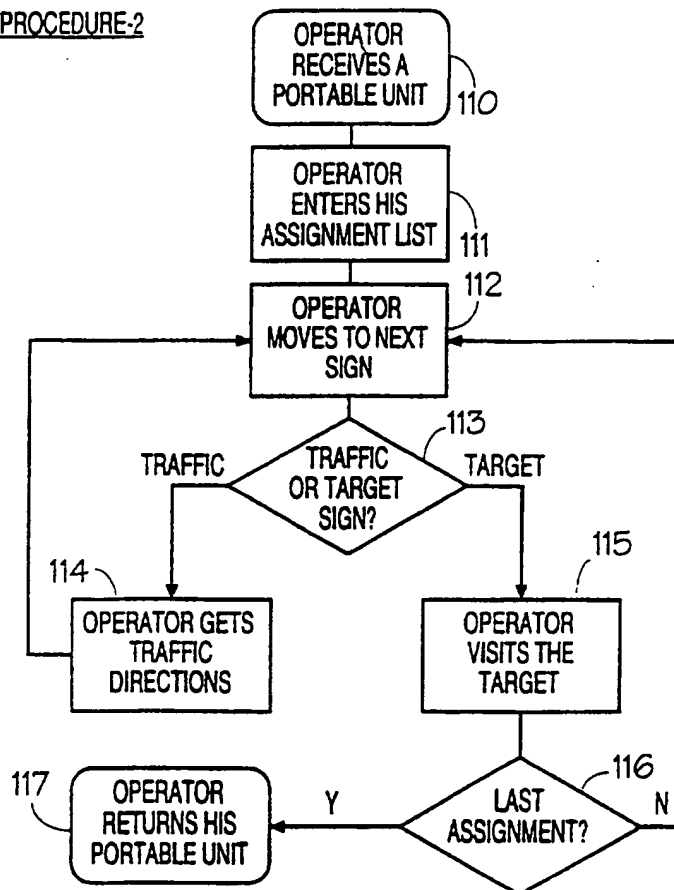 PROCEDURE-2
OPERATOR
RECEIVES A
PORTABLE UNIT
110
OPERATOR
ENTERS HIS
ASSIGNMENT LIST
111
112
OPERATOR
MOVES TO NEXT
SIGN
113
TRAFFIC
TRAFFIC
OR TARGET
SIGN?
TARGET
114
OPERATOR GETS
TRAFFIC
DIRECTIONS
115
OPERATOR
VISITS THE
TARGET
116
LAST
ASSIGNMENT?
Y
N
117
OPERATOR
RETURNS HIS
PORTABLE UNIT